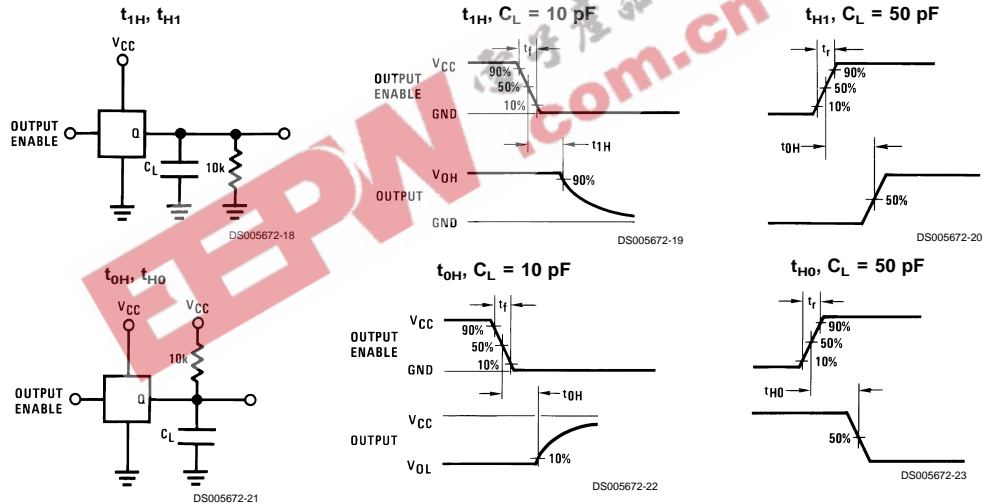 t1H, tH1
VCC
OUTPUT ENABLE
Q
CL
10k
DS005672-18
t1H, CL = 10 pF
tf
VCC
90%
OUTPUT ENABLE
50%
10%
GND
t1H
VOH
90%
OUTPUT
GND
DS005672-19
tH1, CL = 50 pF
tr
90%
50%
10%
t0H
50%
DS005672-20
t0H, tH0
VCC
VCC
10k
OUTPUT ENABLE
Q
CL
DS005672-21
t0H, CL = 10 pF
tf
VCC
90%
OUTPUT ENABLE
50%
10%
GND
t0H
VCC
OUTPUT
10%
VOL
DS005672-22
tH0, CL = 50 pF
tr
90%
50%
10%
tH0
50%
DS005672-23
EEPW
.com.cn